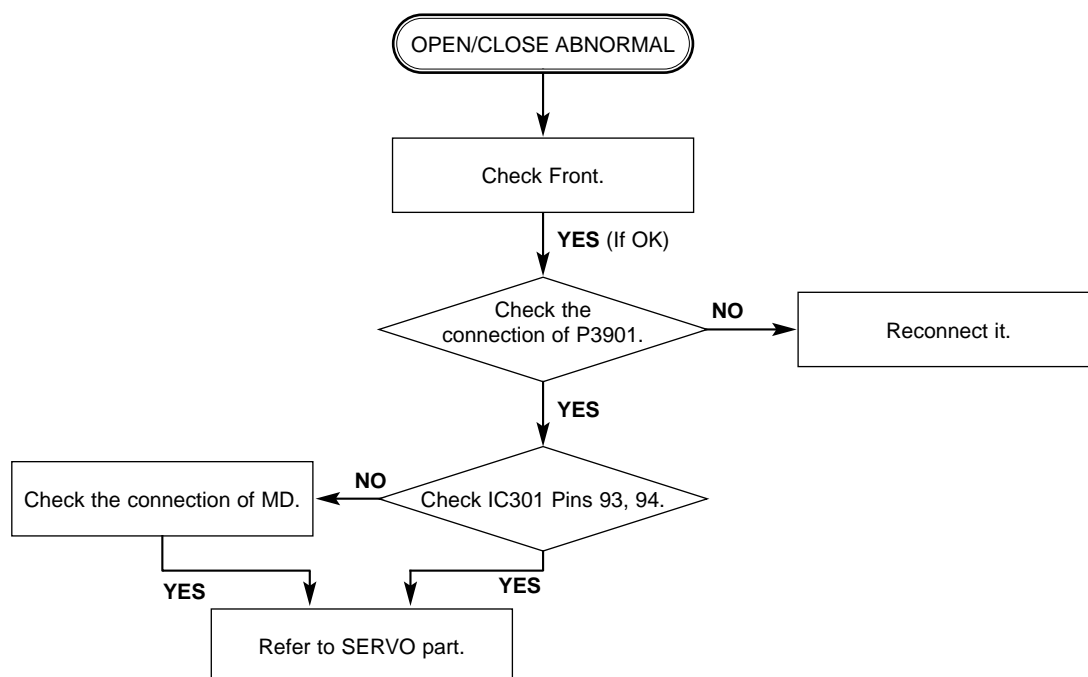 OPEN/CLOSE ABNORMAL
Check Front.
YES (If OK)
Check the
connection of P3901.
NO
Reconnect it.
YES
Check IC301 Pins 93, 94.
NO
Check the connection of MD.
YES
YES
Refer to SERVO part.